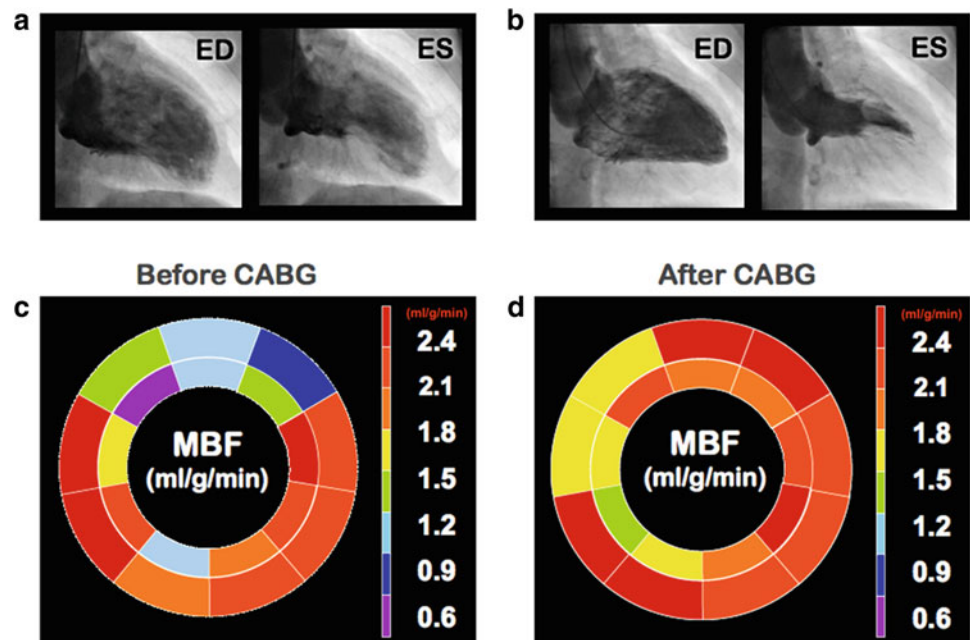 a
ED
ES
b
ED
ES
Before CABG
After CABG
c
MBF
(ml/g/min)
(ml/g/min)
2.4
2.1
1.8
1.5
1.2
0.9
0.6
d
MBF
(ml/g/min)
(ml/g/min)
2.4
2.1
1.8
1.5
1.2
0.9
0.6